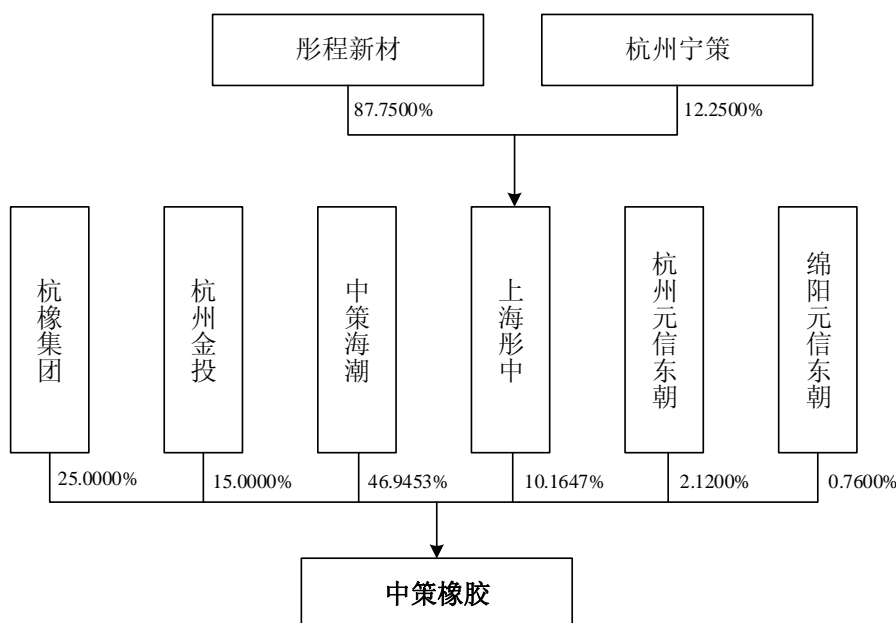 彤程新材
杭州宁策
87.7500%
12.2500%
杭橡集团
杭州金投
中策海潮
上海彤中
杭州元信东朝
绵阳元信东朝
25.0000%
15.0000%
46.9453%
10.1647%
2.1200%
0.7600%
中策橡胶